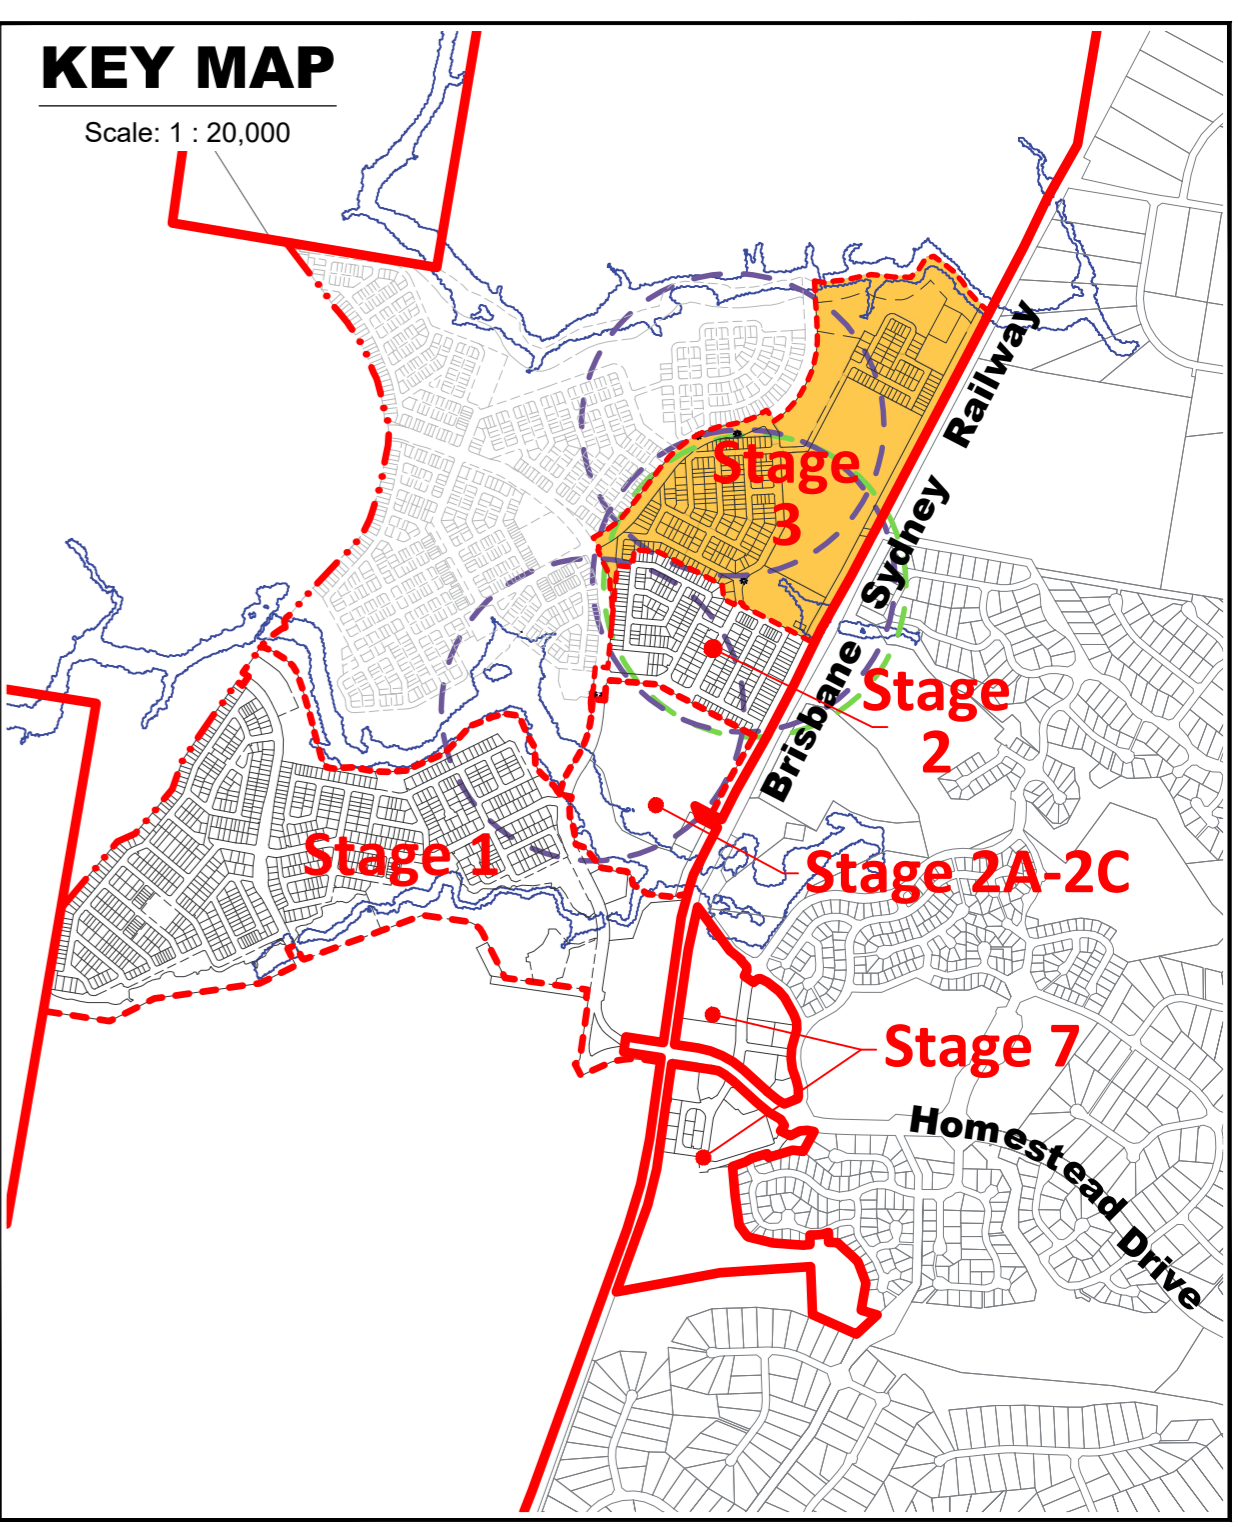 KEY MAP
Scale: 1 : 20,000
Brisbane Sydney Railway
Stage
3
Stage
2
Stage 1
Stage 2A-2C
Stage 7
Homestead Drive